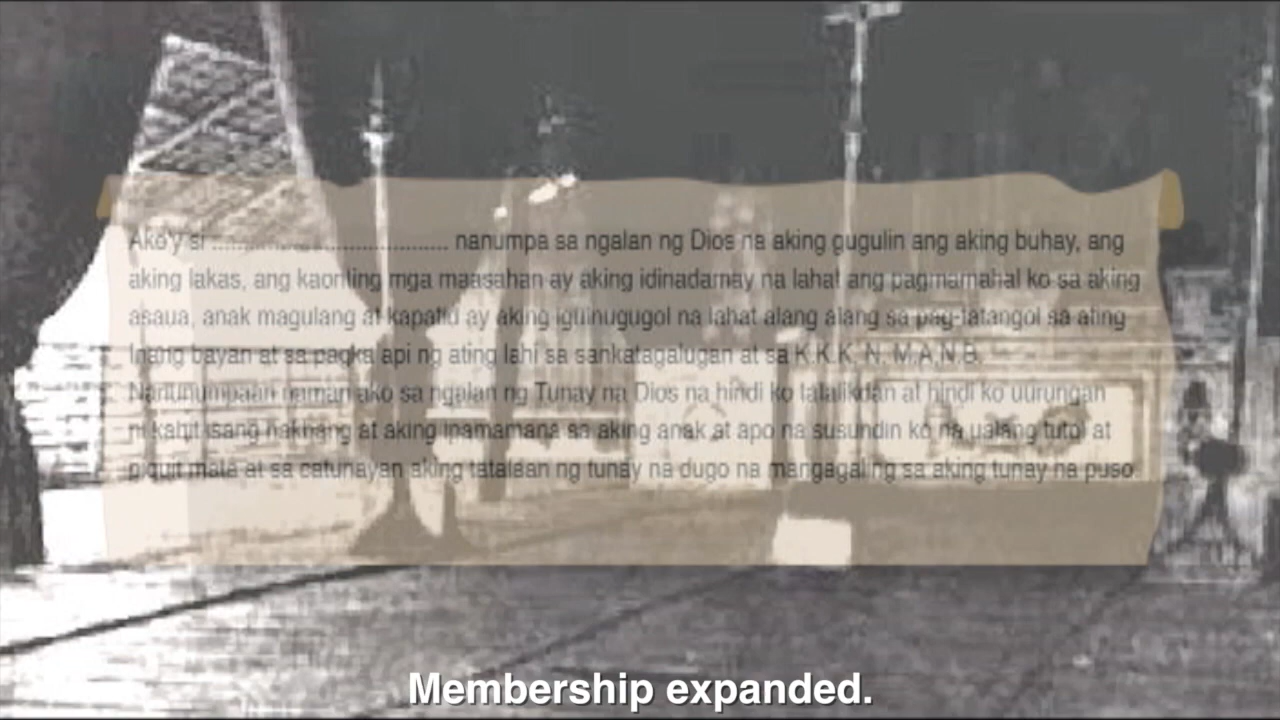 Ako'y si ........................................ nanumpa sa ngalan ng Dios na aking gugulin ang aking buhay, ang
aking lakas, ang kaonting mga maasahan ay aking idinadamay na lahat ang pagmamahal ko sa aking
asaua, anak magulang at kapatid ay aking iguinugugol na lahat alang alang sa pag-tatangol sa ating
Inang bayan at sa pagka api ng ating lahi sa sankatagalugan at sa K.K.K. N. M.A.N.B.
Nanunumpaan naman ako sa ngalan ng Tunay na Dios na hindi ko tatalikdan at hindi ko uurungan
ni kahit isang hakbang at aking ipamamana sa aking anak at apo na susundin ko na ualang tutol at
at sa catunayan aking tatalaan ng tunay na dugo na mangagaling sa aking tunay na puso.
Membership expanded.